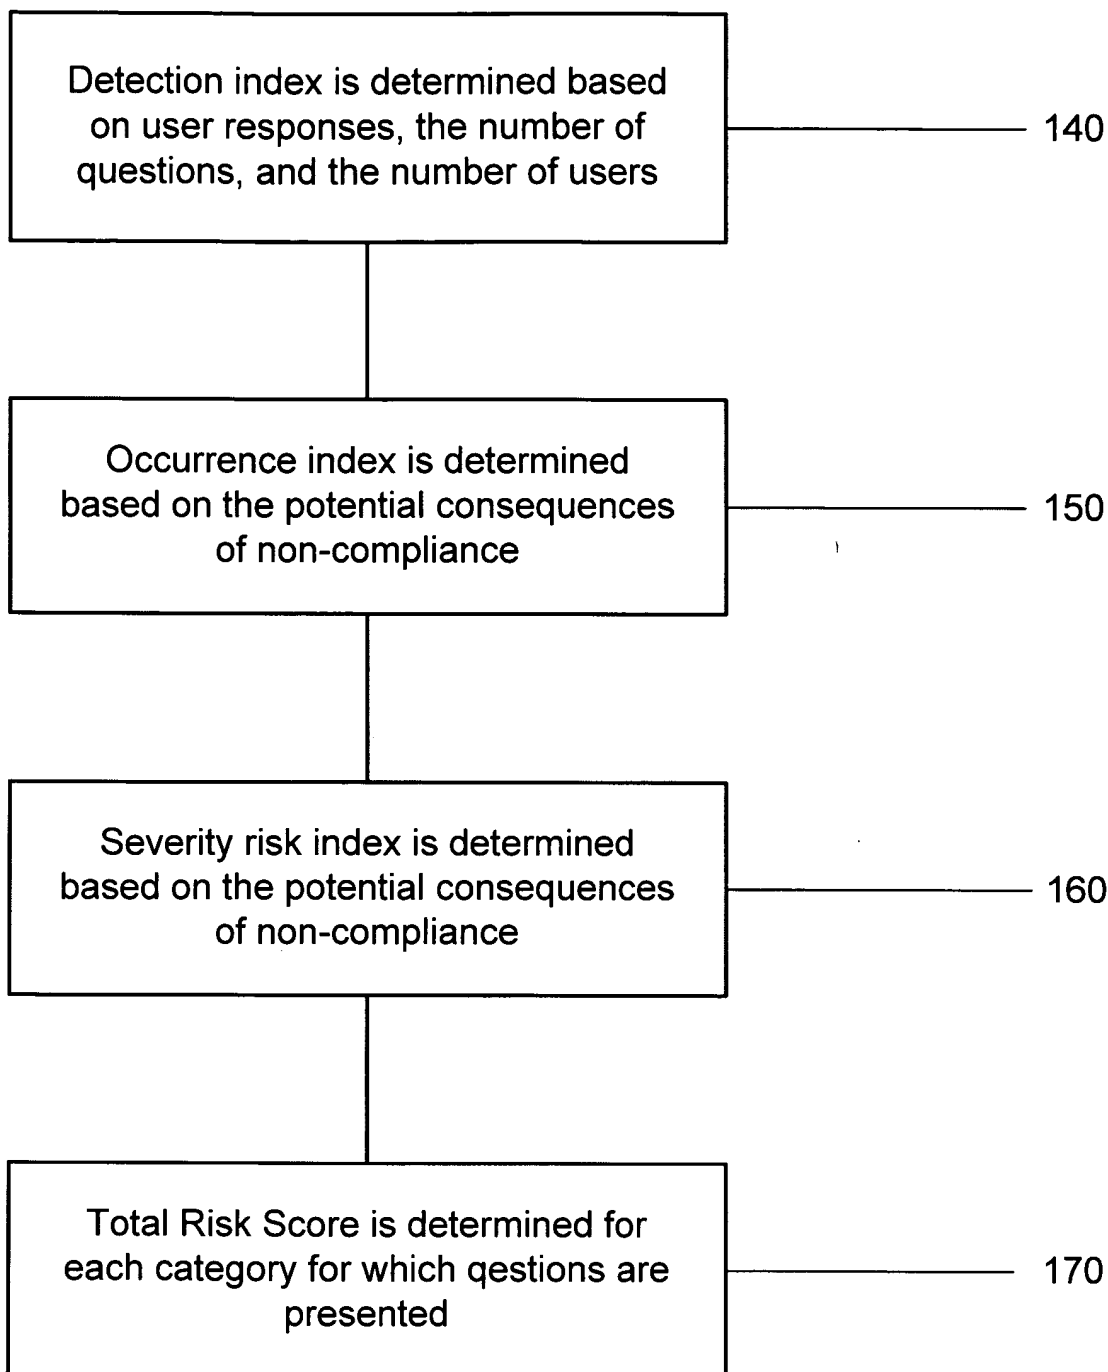 Detection index is determined based
on user responses, the number of
questions, and the number of users
140
Occurrence index is determined
based on the potential consequences
of non-compliance
150
Severity risk index is determined
based on the potential consequences
of non-compliance
160
Total Risk Score is determined for
each category for which qestions are
presented
170